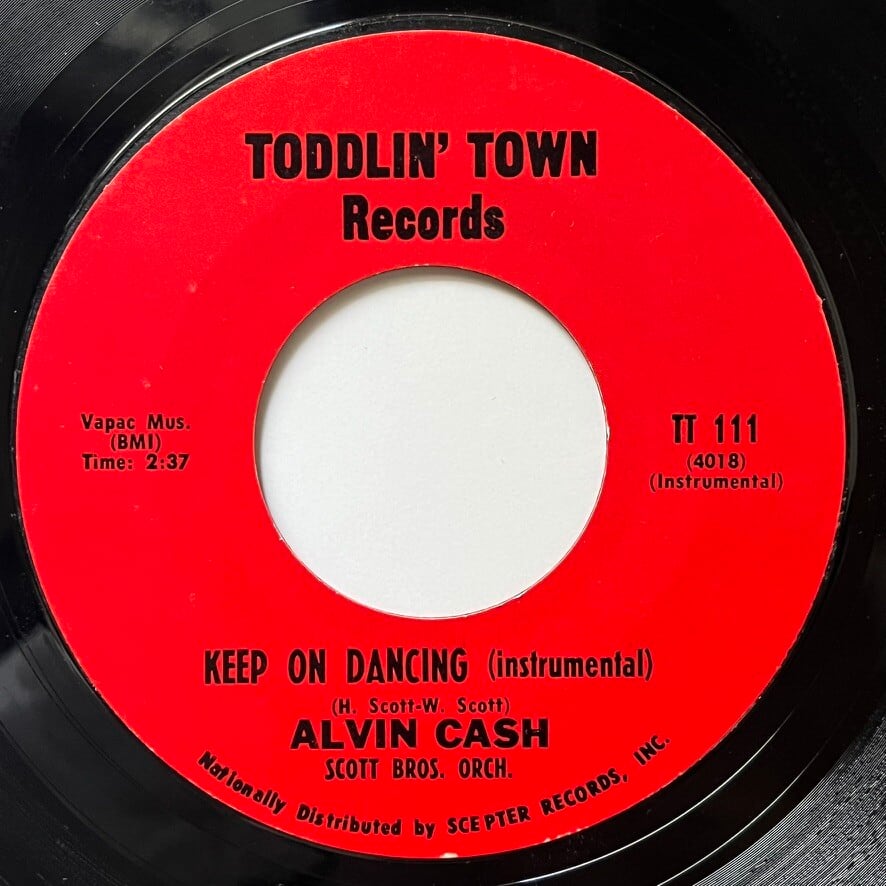 TODDLIN' TOWN
Records
Vapac Mus.
(BMI)
Time: 2:37
TT 111
(4018)
(Instrumental)
KEEP ON DANCING (instrumental)
(H. Scott-W. Scott)
ALVIN CASH
SCOTT BROS. ORCH.
Nationally Distributed by SCEPTER RECORDS, INC.